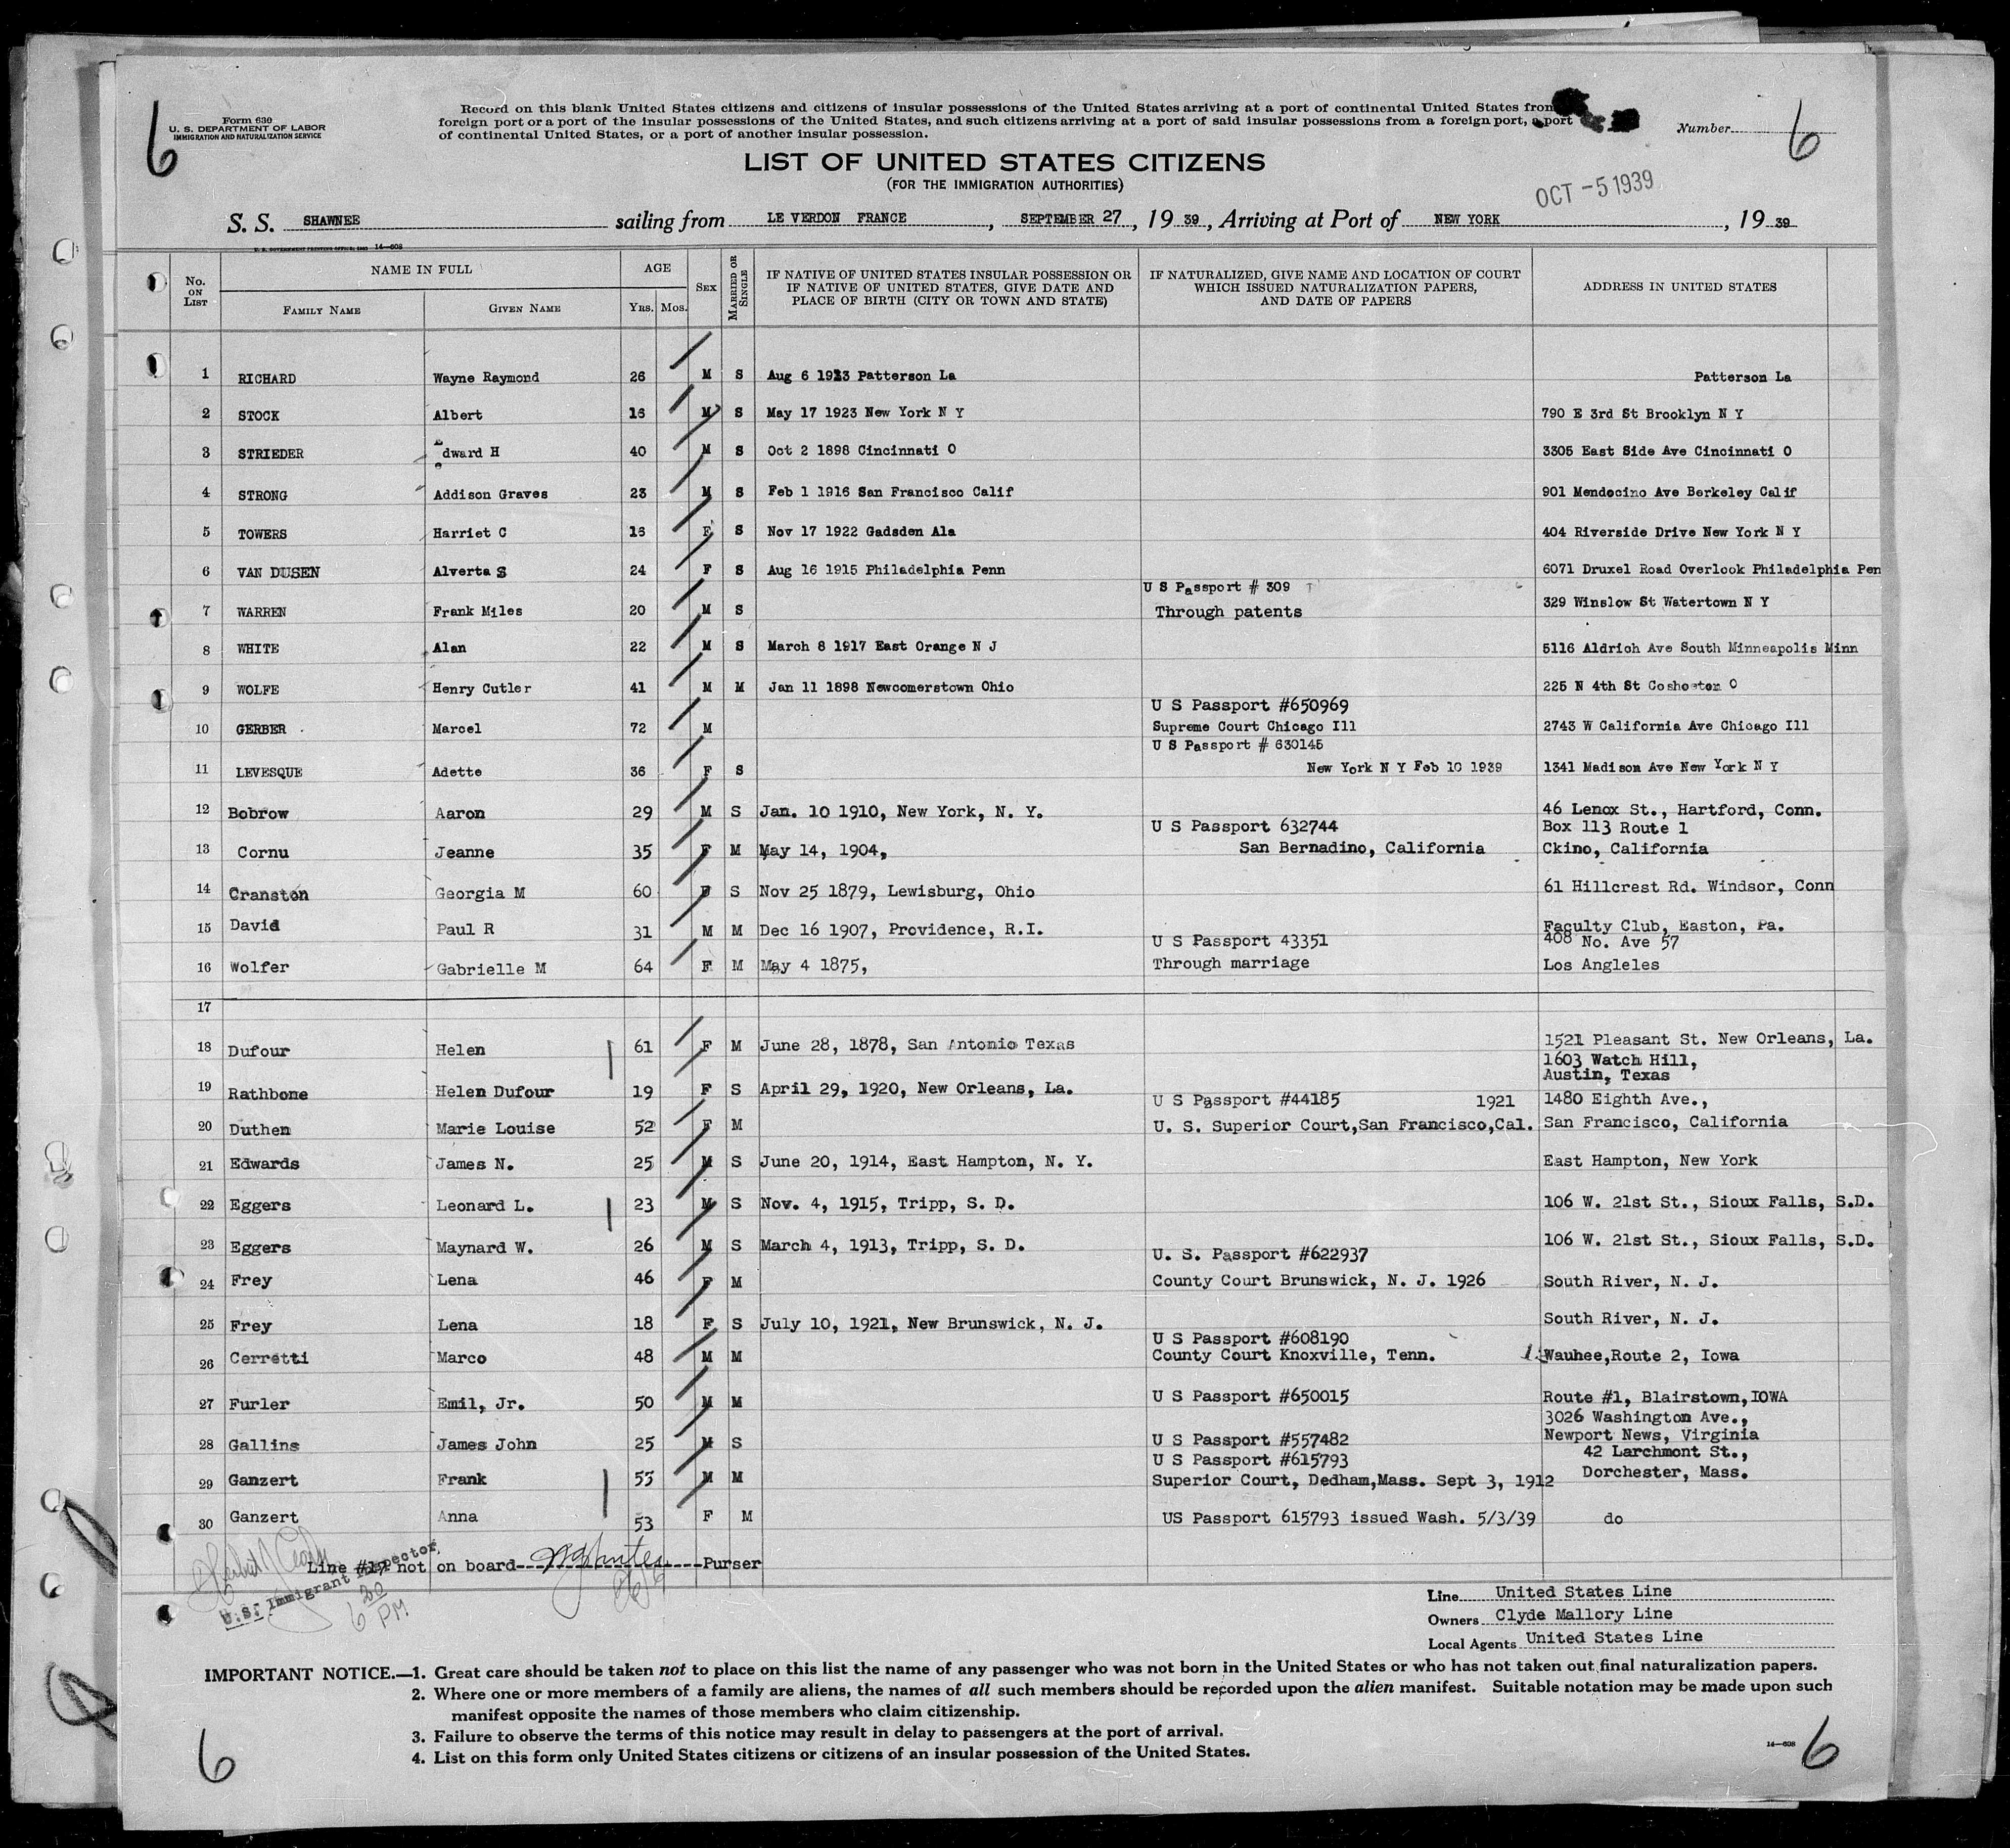 6
Form 630
U. S. DEPARTMENT OF LABOR
IMMIGRATION AND NATURALIZATION SERVICE
Record on this blank United States citizens and citizens of insular possessions of the United States arriving at a port of continental United States from
foreign port or a port of the insular possessions of the United States, and such citizens arriving at a port of said insular possessions from a foreign port, a port
of continental United States, or a port of another insular possession.
Number 6
LIST OF UNITED STATES CITIZENS
(FOR THE IMMIGRATION AUTHORITIES)
OCT -5 1939
S. S. SHAWNEE sailing from LE VERDON FRANCE, SEPTEMBER 27, 19 39, Arriving at Port of NEW YORK, 19 39
14—608
No. ON LIST NAME IN FULL FAMILY NAME GIVEN NAME AGE YRS. MOS. SEX MARRIED OR SINGLE IF NATIVE OF UNITED STATES INSULAR POSSESSION OR IF NATIVE OF UNITED STATES, GIVE DATE AND PLACE OF BIRTH (CITY OR TOWN AND STATE) IF NATURALIZED, GIVE NAME AND LOCATION OF COURT WHICH ISSUED NATURALIZATION PAPERS, AND DATE OF PAPERS ADDRESS IN UNITED STATES
1 RICHARD Wayne Raymond 26 M S Aug 6 1913 Patterson La Patterson La
2 STOCK Albert 16 M S May 17 1923 New York N Y 790 E 3rd St Brooklyn N Y
3 STRIEDER Edward H 40 M S Oct 2 1898 Cincinnati O 3305 East Side Ave Cincinnati O
4 STRONG Addison Graves 23 M S Feb 1 1916 San Francisco Calif 901 Mendocino Ave Berkeley Calif
5 TOWERS Harriet C 16 F S Nov 17 1922 Gadsden Ala 404 Riverside Drive New York N Y
6 VAN DUSEN Alverta S 24 F S Aug 16 1915 Philadelphia Penn 6071 Druxel Road Overlook Philadelphia Pen
U S Passport # 309
7 WARREN Frank Miles 20 M S Through patents 329 Winslow St Watertown N Y
8 WHITE Alan 22 M S March 8 1917 East Orange N J 5116 Aldrich Ave South Minneapolis Minn
9 WOLFE Henry Cutler 41 M M Jan 11 1898 Newcomerstown Ohio 225 N 4th St Coshocton O
U S Passport #650969
10 GERBER Marcel 72 M Supreme Court Chicago Ill 2743 W California Ave Chicago Ill
U S Passport # 630145
11 LEVESQUE Adette 36 F S New York N Y Feb 10 1939 1341 Madison Ave New York N Y
12 Bobrow Aaron 29 M S Jan. 10 1910, New York, N. Y. 46 Lenox St., Hartford, Conn.
U S Passport 632744 Box 113 Route 1
13 Cornu Jeanne 35 F M May 14, 1904, San Bernadino, California Ckino, California
14 Cranston Georgia M 60 F S Nov 25 1879, Lewisburg, Ohio 61 Hillcrest Rd. Windsor, Conn
15 David Paul R 31 M M Dec 16 1907, Providence, R.I. Faculty Club, Easton, Pa.
U S Passport 43351 408 No. Ave 57
16 Wolfer Gabrielle M 64 F M May 4 1875, Through marriage Los Angleles
17
18 Dufour Helen 61 F M June 28, 1878, San Antonio Texas 1521 Pleasant St. New Orleans, La.
1603 Watch Hill,
Austin, Texas
19 Rathbone Helen Dufour 19 F S April 29, 1920, New Orleans, La.
U S Passport #44185 1921 1480 Eighth Ave.,
20 Duthen Marie Louise 52 F M U. S. Superior Court,San Francisco,Cal. San Francisco, California
21 Edwards James N. 25 M S June 20, 1914, East Hampton, N. Y. East Hampton, New York
22 Eggers Leonard L. 23 M S Nov. 4, 1915, Tripp, S. D. 106 W. 21st St., Sioux Falls, S.D.
23 Eggers Maynard W. 26 M S March 4, 1913, Tripp, S. D. 106 W. 21st St., Sioux Falls, S.D.
U. S. Passport #622937
24 Frey Lena 46 F M County Court Brunswick, N. J. 1926 South River, N. J.
25 Frey Lena 18 F S July 10, 1921, New Brunswick, N. J. South River, N. J.
U S Passport #608190
26 Cerretti Marco 48 M M County Court Knoxville, Tenn. Wauhee,Route 2, Iowa
27 Furler Emil, Jr. 50 M M U S Passport #650015 Route #1, Blairstown,IOWA
3026 Washington Ave.,
28 Gallins James John 25 M S U S Passport #557482 Newport News, Virginia
U S Passport #615793 42 Larchmont St.,
29 Ganzert Frank 53 M M Superior Court, Dedham,Mass. Sept 3, 1912 Dorchester, Mass.
30 Ganzert Anna 53 F M US Passport 615793 issued Wash. 5/3/39 do
Line #17 not on board Purser
U.S. Immigrant Inspector
6 30 PM
Line United States Line
Owners Clyde Mallory Line
Local Agents United States Line
IMPORTANT NOTICE.—1. Great care should be taken not to place on this list the name of any passenger who was not born in the United States or who has not taken out final naturalization papers.
2. Where one or more members of a family are aliens, the names of all such members should be recorded upon the alien manifest. Suitable notation may be made upon such
manifest opposite the names of those members who claim citizenship.
3. Failure to observe the terms of this notice may result in delay to passengers at the port of arrival.
4. List on this form only United States citizens or citizens of an insular possession of the United States.
14—608
6
6